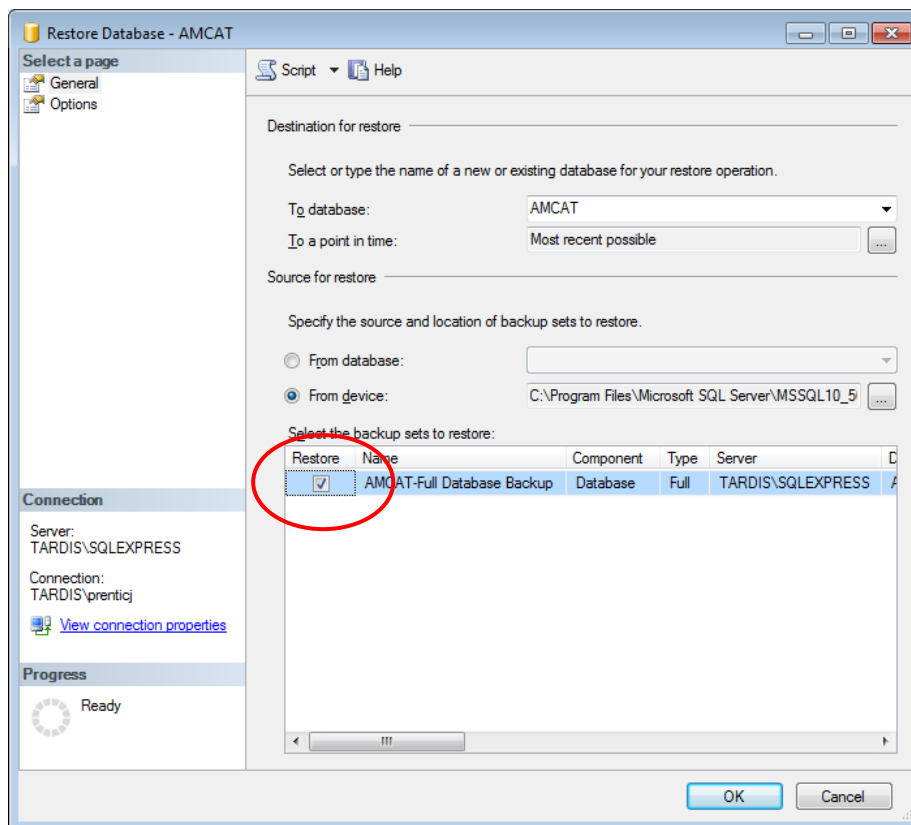 Restore Database - AMCAT
Select a page
General
Options
Script Help
Destination for restore
Select or type the name of a new or existing database for your restore operation.
To database: AMCAT
To a point in time: Most recent possible ...
Source for restore
Specify the source and location of backup sets to restore.
From database:
From device: C:\Program Files\Microsoft SQL Server\MSSQL10_5 ...
Select the backup sets to restore:
Restore Name Component Type Server D
AMCAT-Full Database Backup Database Full TARDIS\SQLEXPRESS A
Connection
Server:
TARDIS\SQLEXPRESS
Connection:
TARDIS\prenticj
View connection properties
Progress
Ready
OK Cancel